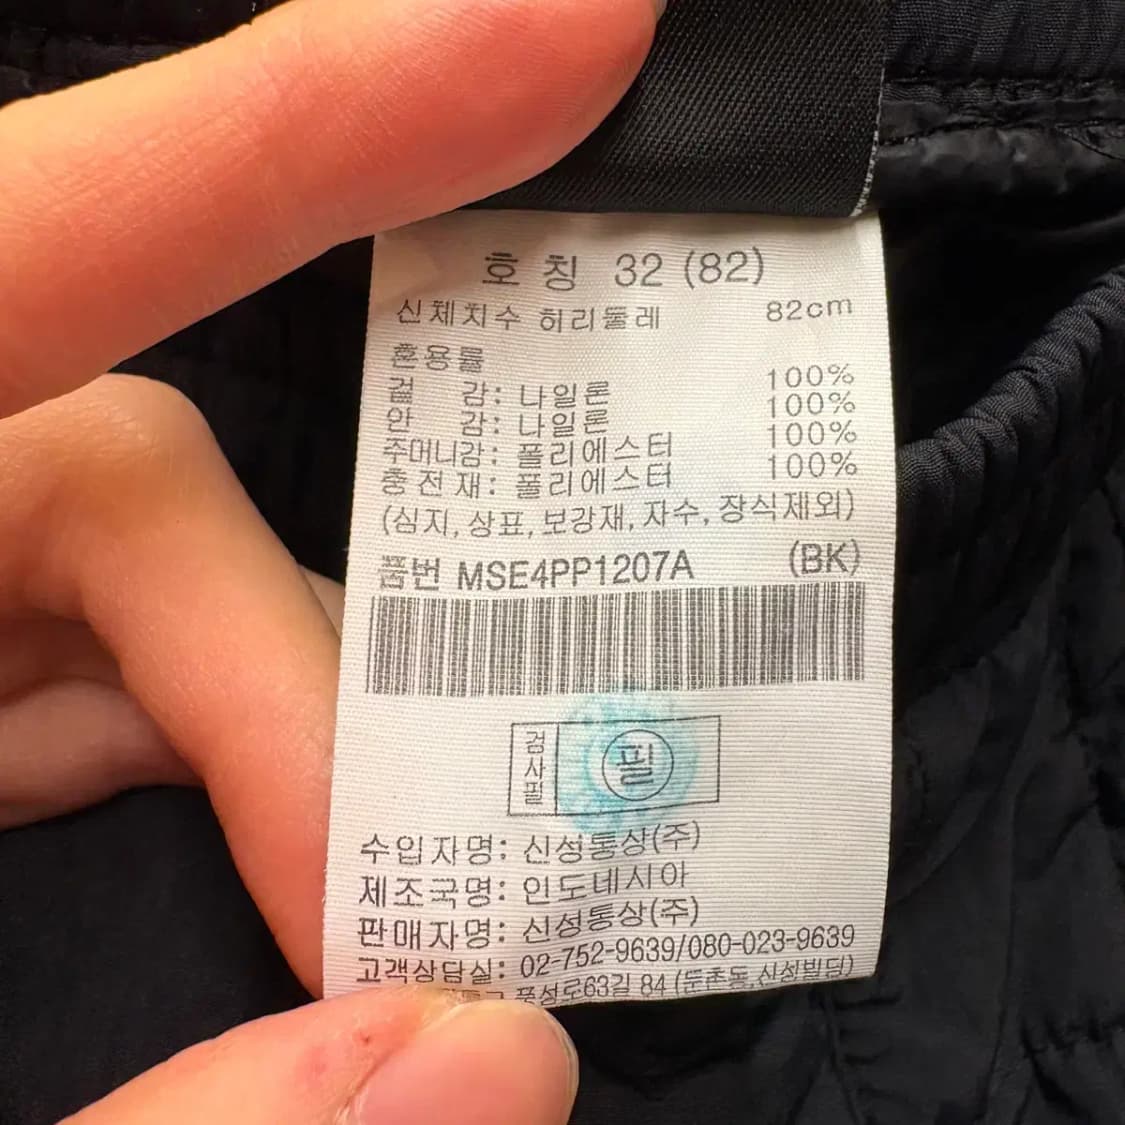 호 칭 32 (82)
신체치수 허리둘레 82cm
혼용률
겉 감: 나일론 100%
안 감: 나일론 100%
주머니감: 폴리에스터 100%
충전재: 폴리에스터 100%
(심지, 상표, 보강재, 자수, 장식제외)
품번 MSE4PP1207A (BK)
검사필
필
수입자명: 신성통상(주)
제조국명: 인도네시아
판매자명: 신성통상(주)
고객상담실: 02-752-9639/080-023-9639
풍성로63길 84 (둔촌동,신성빌딩)